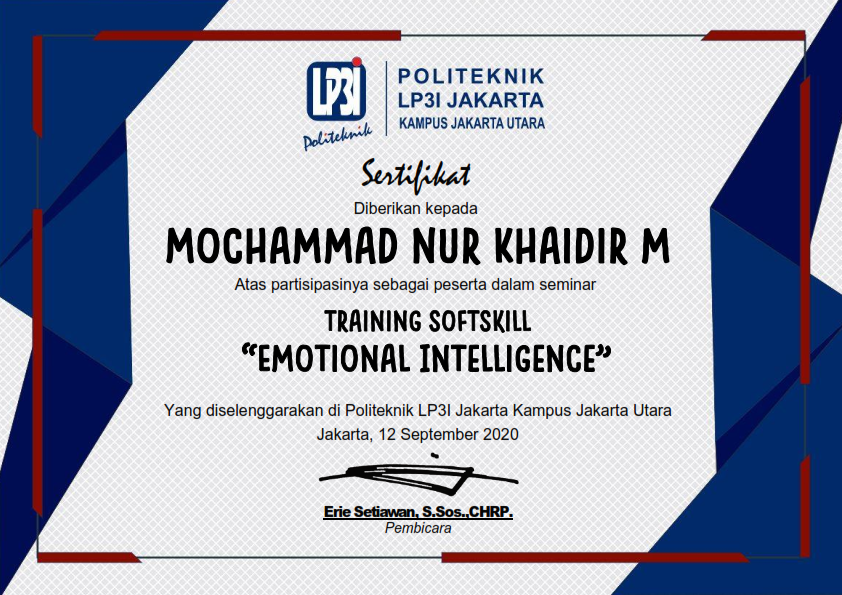 LP3I
Politeknik
POLITEKNIK
LP3I JAKARTA
KAMPUS JAKARTA UTARA
Sertifikat
Diberikan kepada
MOCHAMMAD NUR KHAIDIR M
Atas partisipasinya sebagai peserta dalam seminar
TRAINING SOFTSKILL
“EMOTIONAL INTELLIGENCE”
Yang diselenggarakan di Politeknik LP3I Jakarta Kampus Jakarta Utara
Jakarta, 12 September 2020
Erie Setiawan, S.Sos.,CHRP.
Pembicara